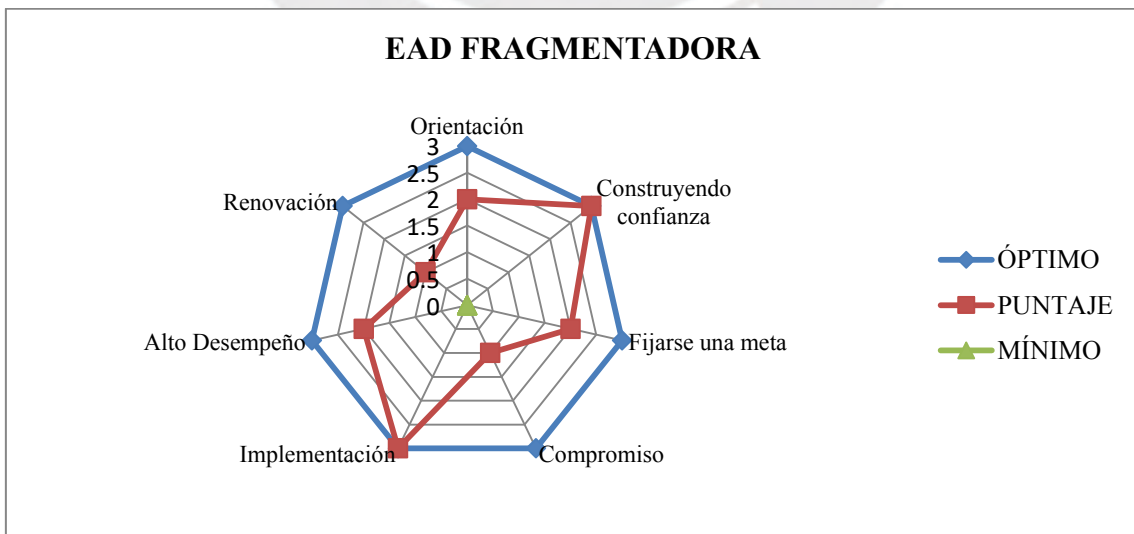 EAD FRAGMENTADORA
Orientación
3
2.5
2
1.5
1
0.5
0
Construyendo
confianza
Fijarse una meta
Compromiso
Implementación
Alto Desempeño
Renovación
ÓPTIMO
PUNTAJE
MÍNIMO